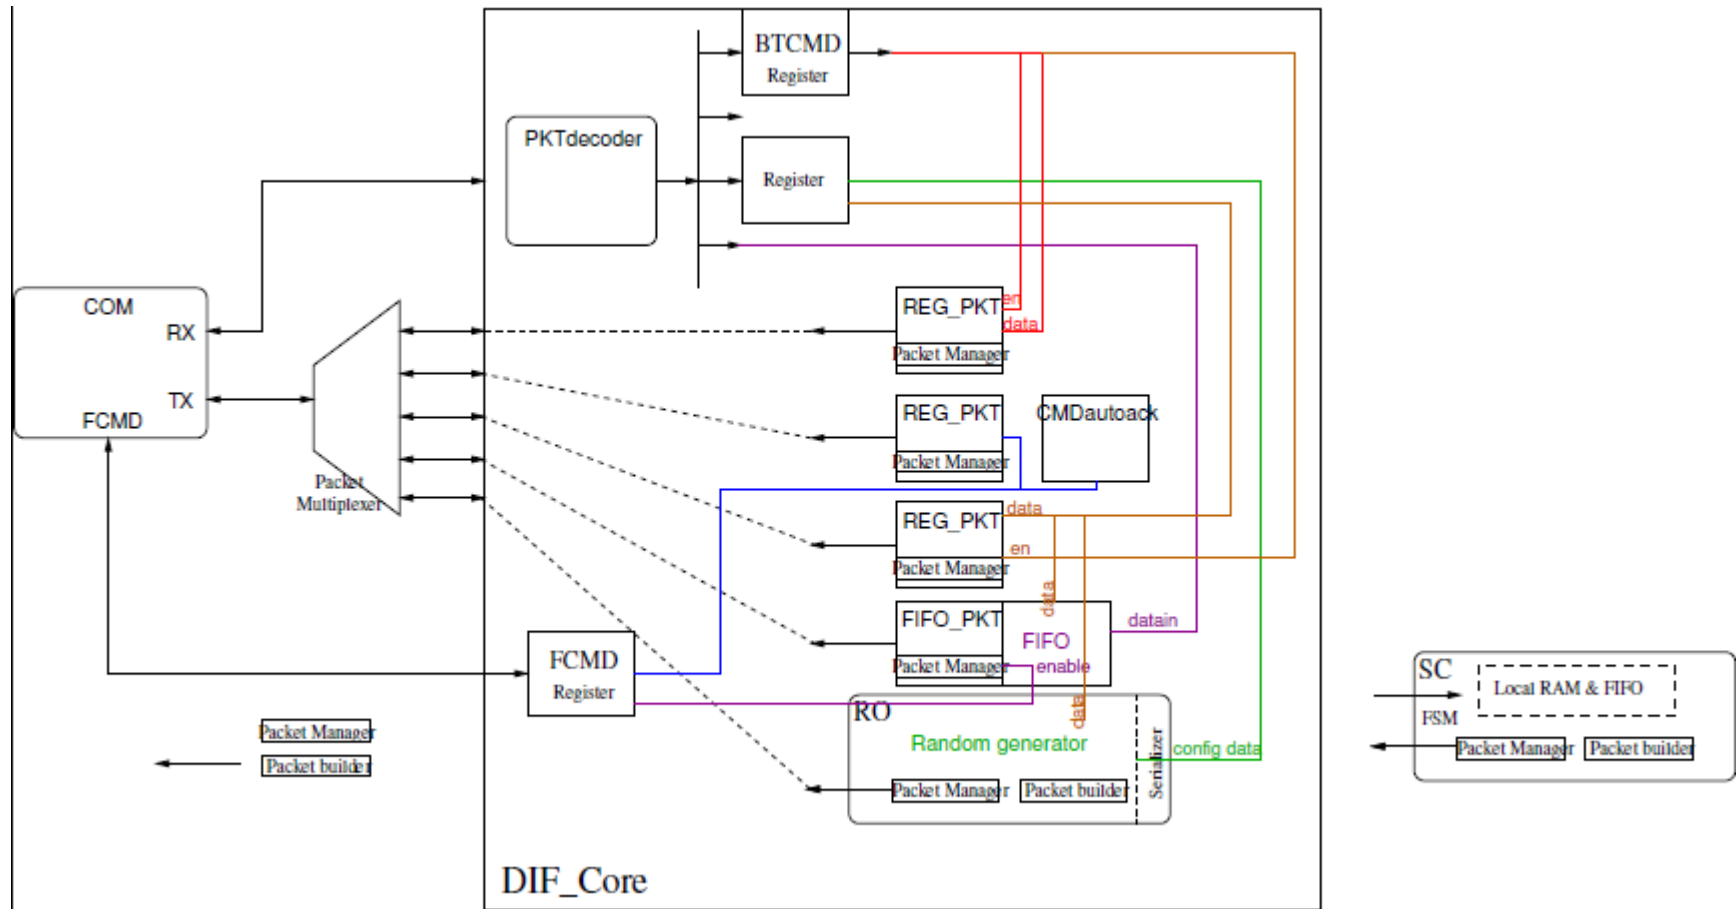 BTCMD
Register
PKTdecoder
Register
COM
RX
TX
FCMD
Packet
Multiplexer
REG_PKT
en
data
Packet Manager
REG_PKT
Packet Manager
CMDautoack
REG_PKT
data
en
Packet Manager
data
FIFO_PKT
FIFO
datain
Packet Manager
enable
FCMD
Register
RO
data
Random generator
config data
Packet Manager
Packet builder
Serializer
Packet Manager
Packet builder
SC
Local RAM & FIFO
FSM
Packet Manager
Packet builder
DIF_Core